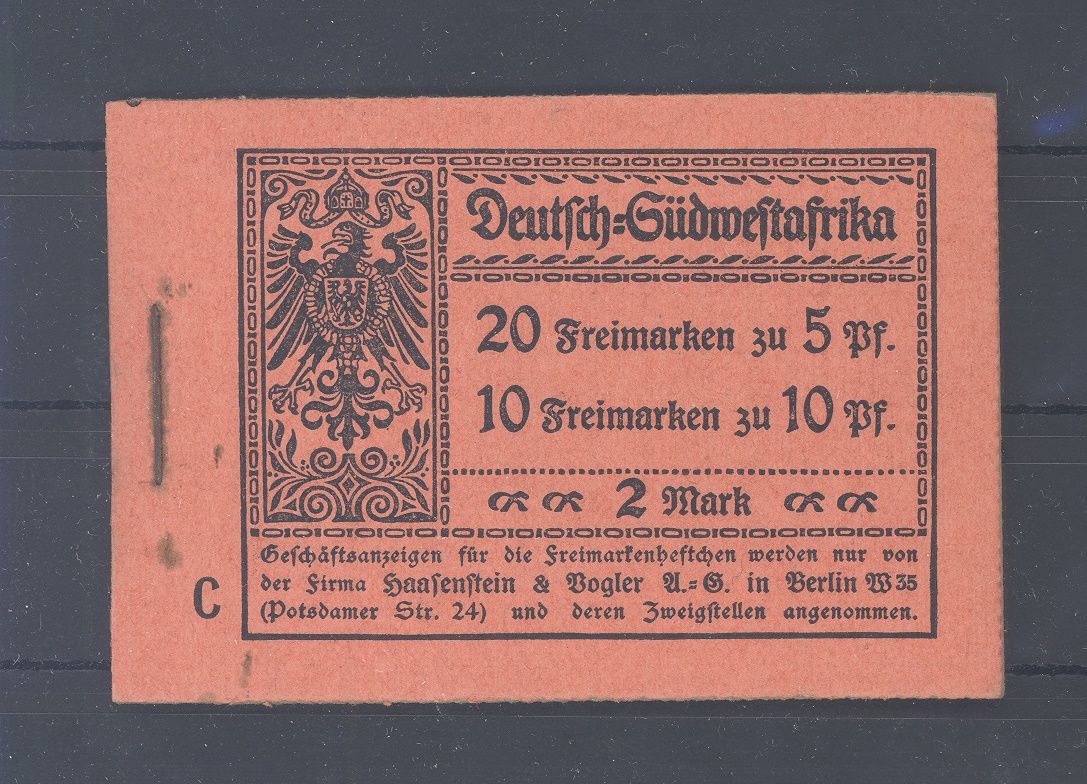 Deutsch=Südwestafrika
20 Freimarken zu 5 Pf.
10 Freimarken zu 10 Pf.
2 Mark
Geschäftsanzeigen für die Freimarkenheftchen werden nur von
der Firma Haasenstein & Vogler A.=G. in Berlin W 35
(Potsdamer Str. 24) und deren Zweigstellen angenommen.
C